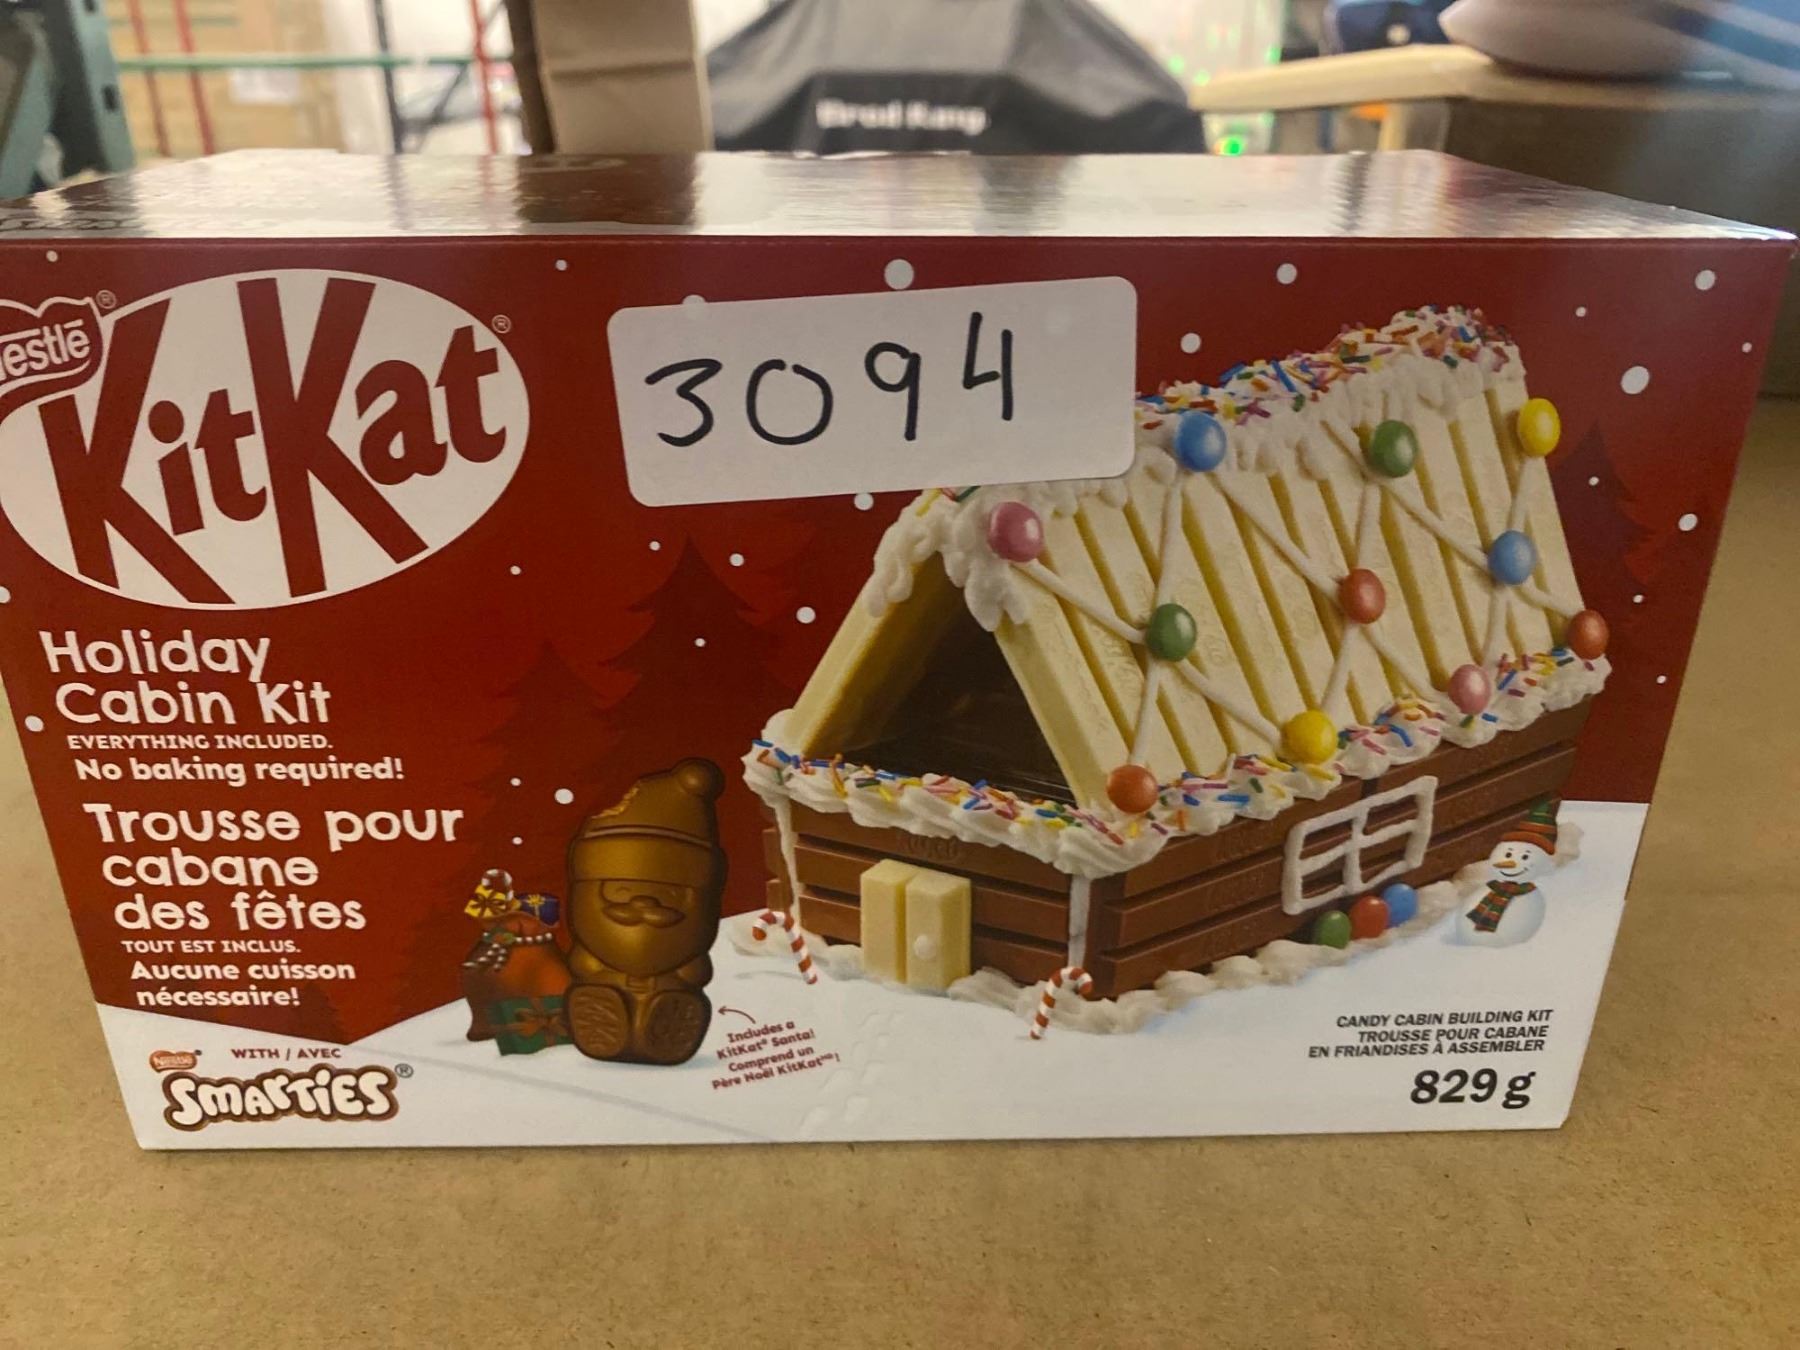 Nestlé®
KitKat®
3094
Holiday
Cabin Kit
EVERYTHING INCLUDED.
No baking required!
Trousse pour
cabane
des fêtes
TOUT EST INCLUS.
Aucune cuisson
nécessaire!
Nestlé® WITH / AVEC
SMARTIES®
Includes a
KitKat® Santa!
Comprend un
Père Noël KitKatᴹᴰ!
CANDY CABIN BUILDING KIT
TROUSSE POUR CABANE
EN FRIANDISES À ASSEMBLER
829 g